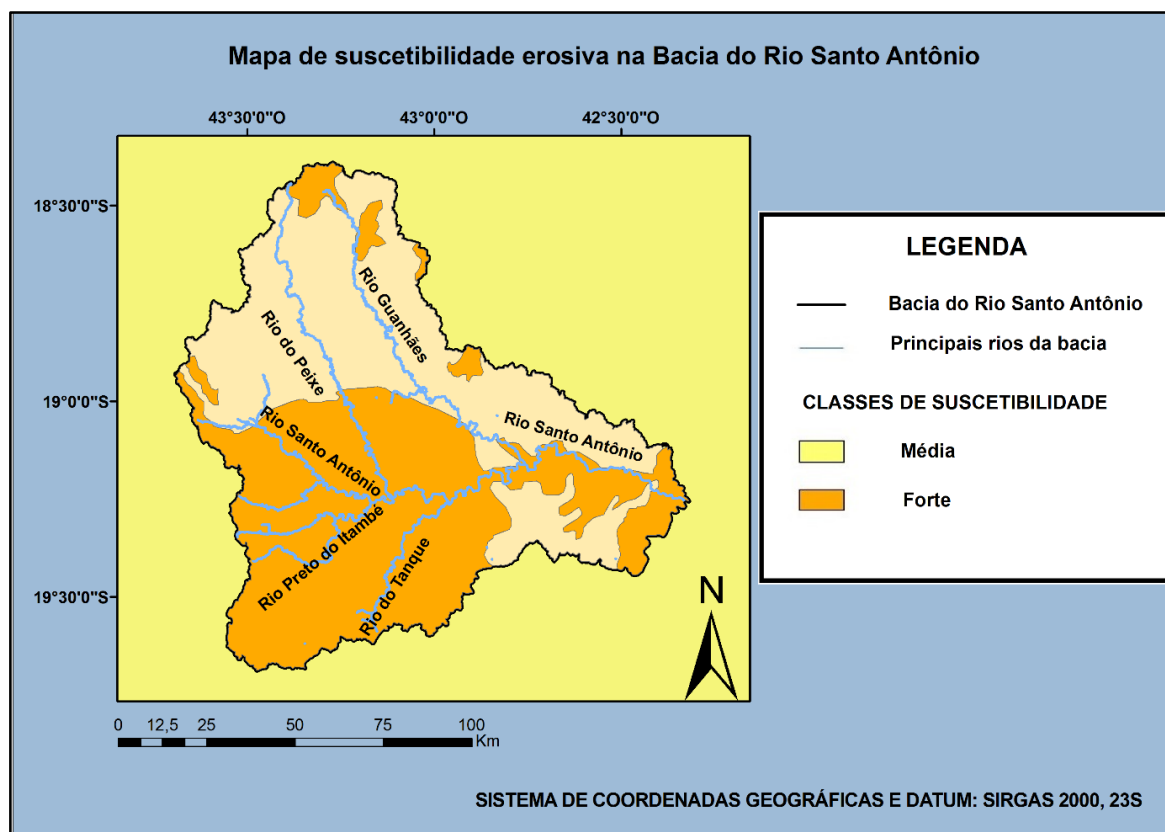 Mapa de suscetibilidade erosiva na Bacia do Rio Santo Antônio
43°30'0"O
43°0'0"O
42°30'0"O
18°30'0"S
19°0'0"S
19°30'0"S
Rio Guanhães
Rio do Peixe
Rio Santo Antônio
Rio Santo Antônio
Rio Preto do Itambé
Rio do Tanque
LEGENDA
Bacia do Rio Santo Antônio
Principais rios da bacia
CLASSES DE SUSCETIBILIDADE
Média
Forte
N
0 12,5 25 50 75 100
Km
SISTEMA DE COORDENADAS GEOGRÁFICAS E DATUM: SIRGAS 2000, 23S